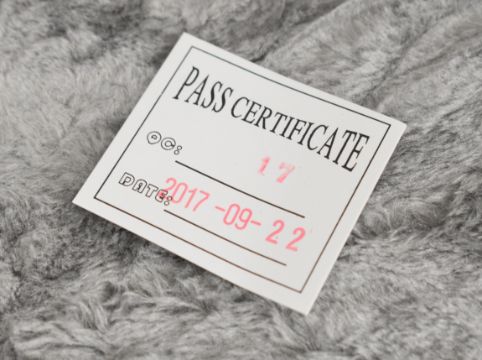 PASS CERTIFICATE
QC: 17
DATE: 2017-09-22